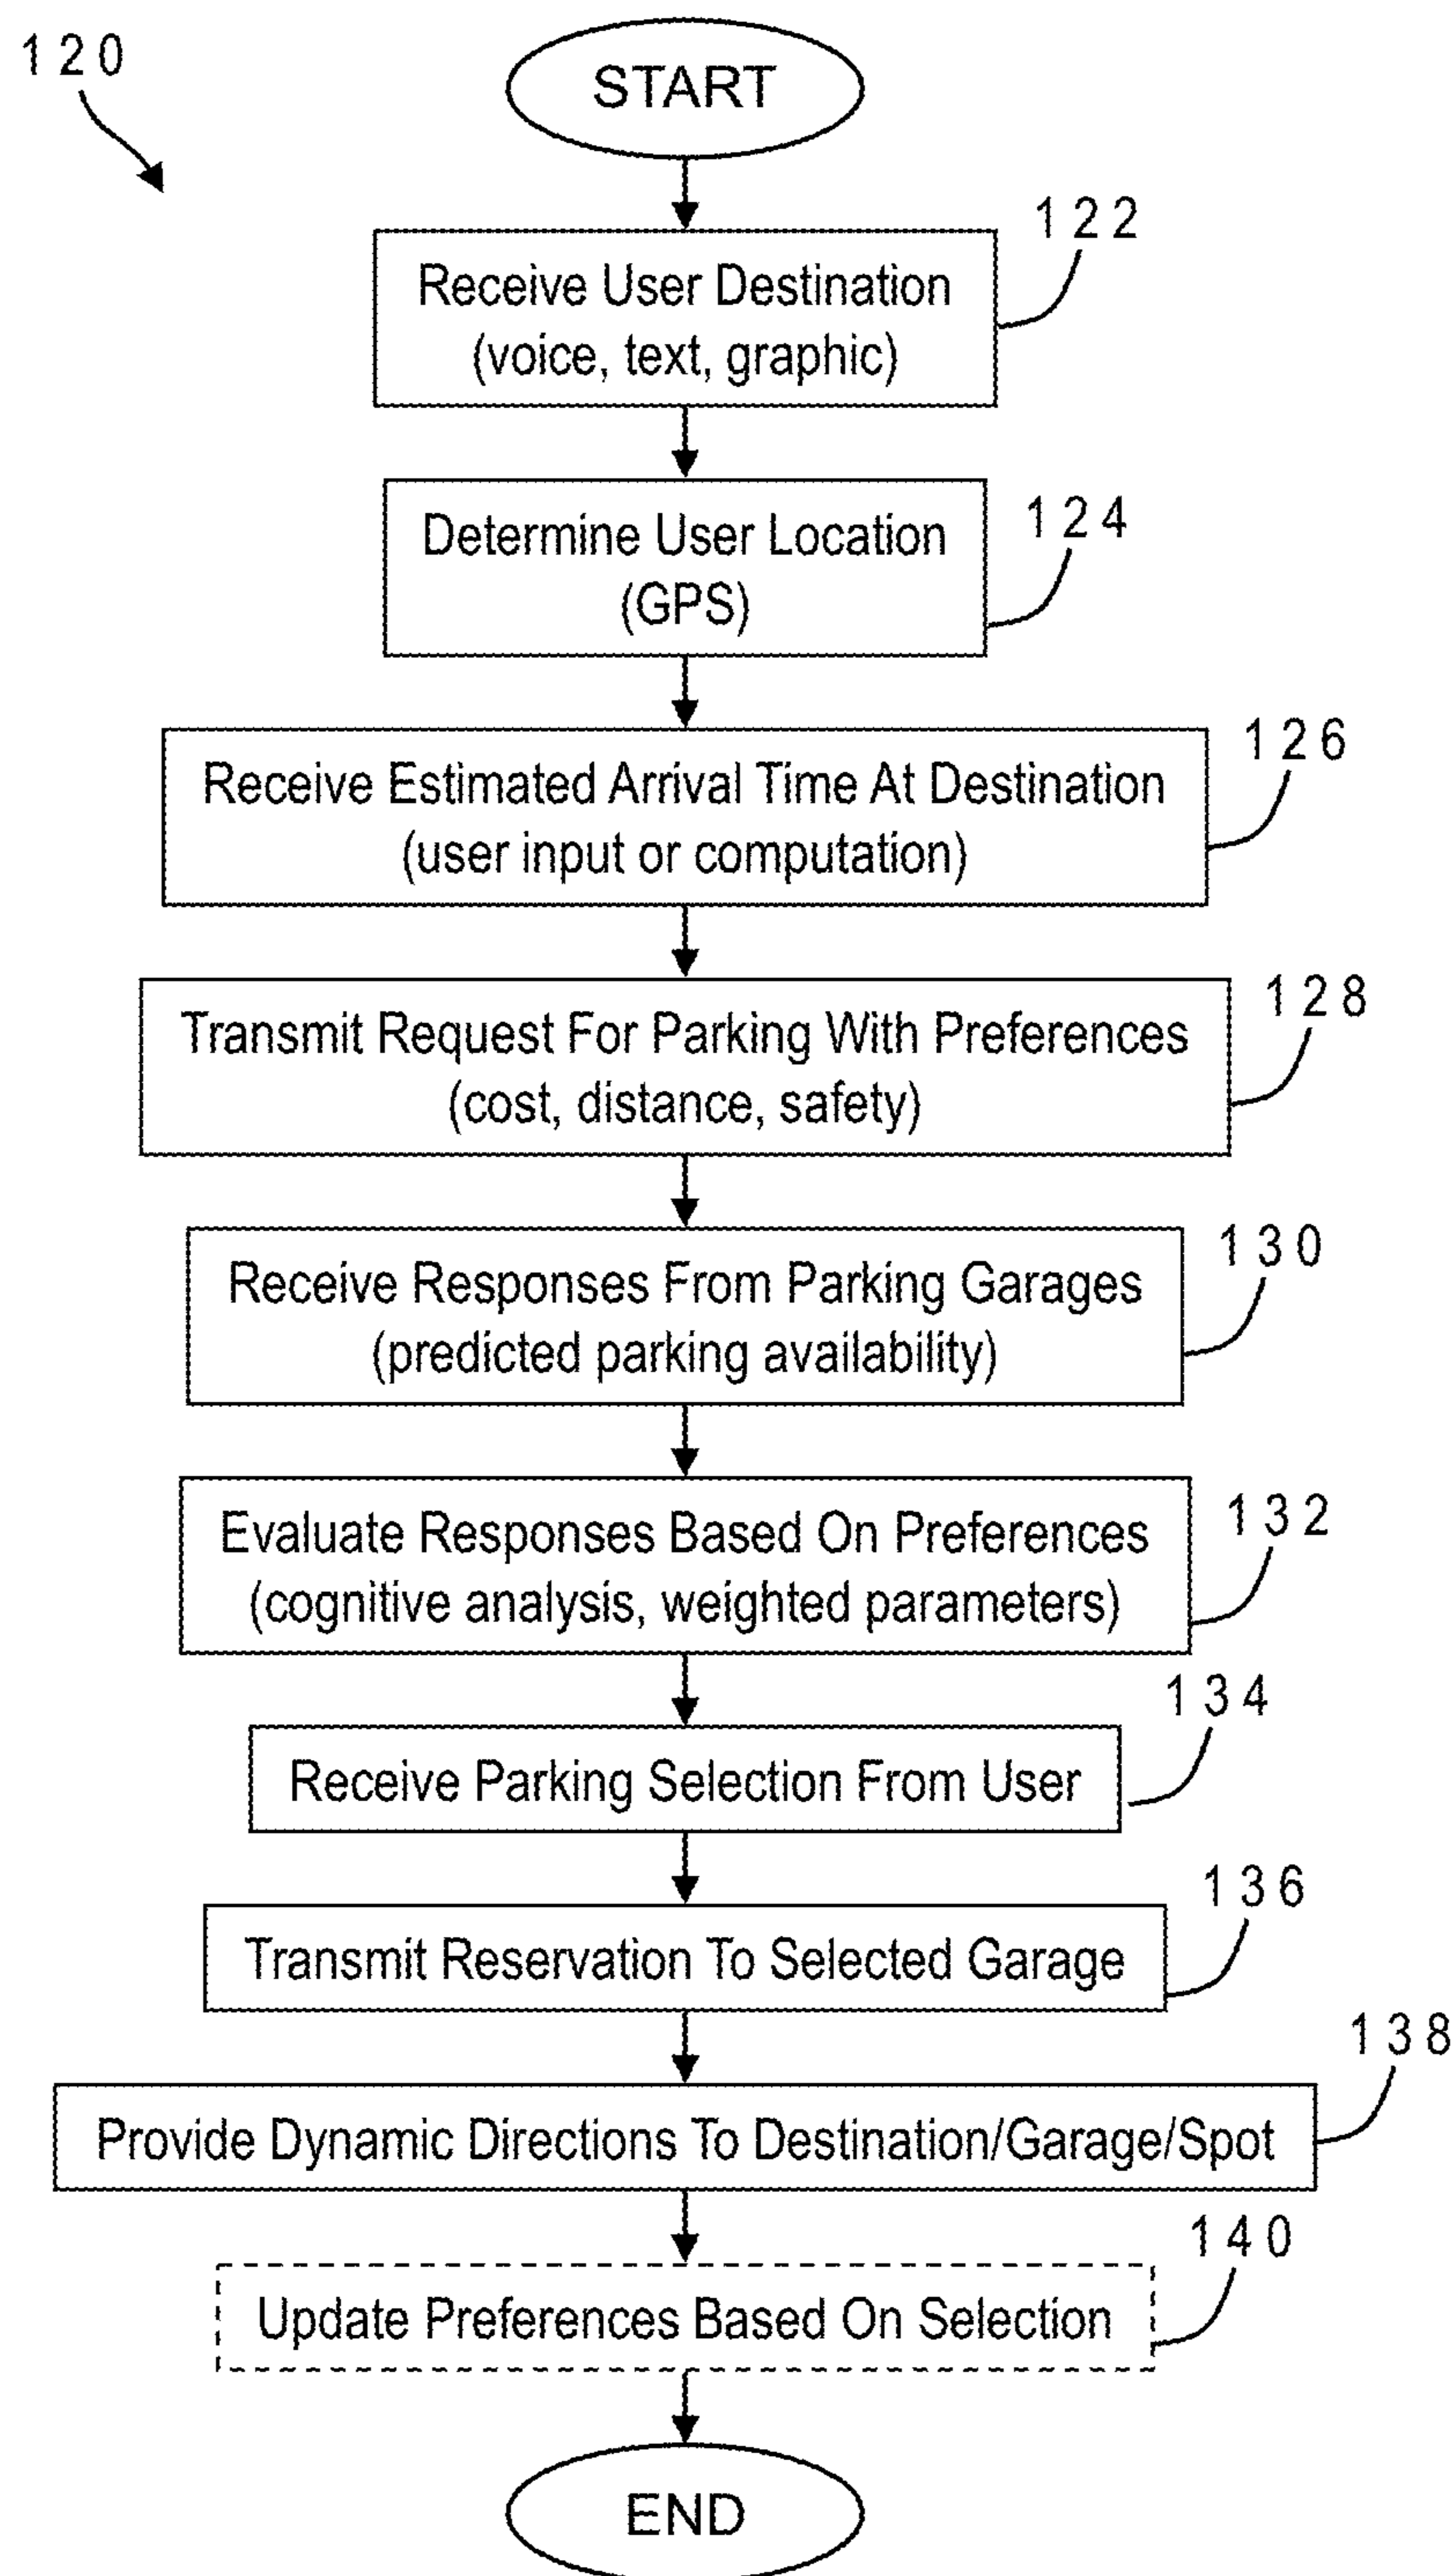 120
START
122
Receive User Destination
(voice, text, graphic)
124
Determine User Location
(GPS)
126
Receive Estimated Arrival Time At Destination
(user input or computation)
128
Transmit Request For Parking With Preferences
(cost, distance, safety)
130
Receive Responses From Parking Garages
(predicted parking availability)
132
Evaluate Responses Based On Preferences
(cognitive analysis, weighted parameters)
134
Receive Parking Selection From User
136
Transmit Reservation To Selected Garage
138
Provide Dynamic Directions To Destination/Garage/Spot
140
Update Preferences Based On Selection
END